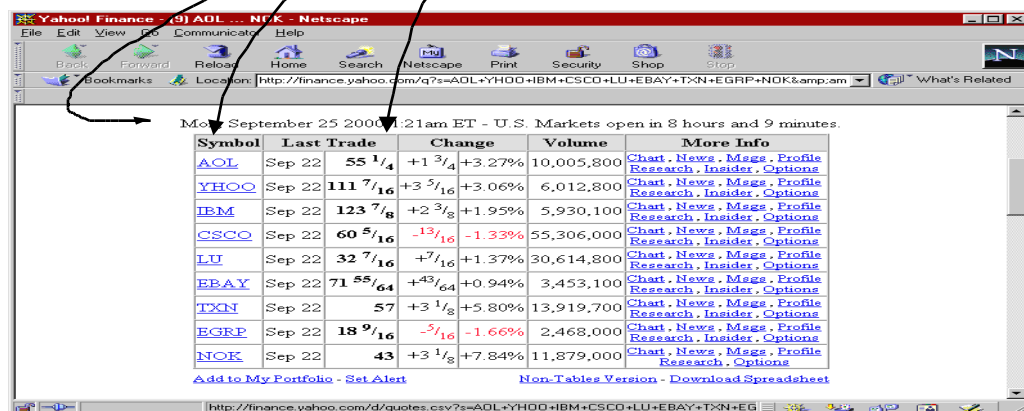 Yahoo! Finance - (9) AOL ... NOK - Netscape
File Edit View Go Communicator Help
Back Forward Reload Home Search Netscape Print Security Shop Stop
Bookmarks Location: http://finance.yahoo.com/q?s=AOL+YHOO+IBM+CSCO+LU+EBAY+TXN+EGRP+NOK&amp;am What's Related
Mon September 25 2000 1:21am ET - U.S. Markets open in 8 hours and 9 minutes.
Symbol Last Trade Change Volume More Info
AOL Sep 22 55 1/4 +1 3/4 +3.27% 10,005,800 Chart, News, Msgs, Profile
Research, Insider, Options
YHOO Sep 22 111 7/16 +3 5/16 +3.06% 6,012,800 Chart, News, Msgs, Profile
Research, Insider, Options
IBM Sep 22 123 7/8 +2 3/8 +1.95% 5,930,100 Chart, News, Msgs, Profile
Research, Insider, Options
CSCO Sep 22 60 5/16 -13/16 -1.33% 55,306,000 Chart, News, Msgs, Profile
Research, Insider, Options
LU Sep 22 32 7/16 +7/16 +1.37% 30,614,800 Chart, News, Msgs, Profile
Research, Insider, Options
EBAY Sep 22 71 55/64 +43/64 +0.94% 3,453,100 Chart, News, Msgs, Profile
Research, Insider, Options
TXN Sep 22 57 +3 1/8 +5.80% 13,919,700 Chart, News, Msgs, Profile
Research, Insider, Options
EGRP Sep 22 18 9/16 -5/16 -1.66% 2,468,000 Chart, News, Msgs, Profile
Research, Insider, Options
NOK Sep 22 43 +3 1/8 +7.84% 11,879,000 Chart, News, Msgs, Profile
Research, Options
Add to My Portfolio - Set Alert Non-Tables Version - Download Spreadsheet
http://finance.yahoo.com/d/quotes.csv?s=AOL+YHOO+IBM+CSCO+LU+EBAY+TXN+EG